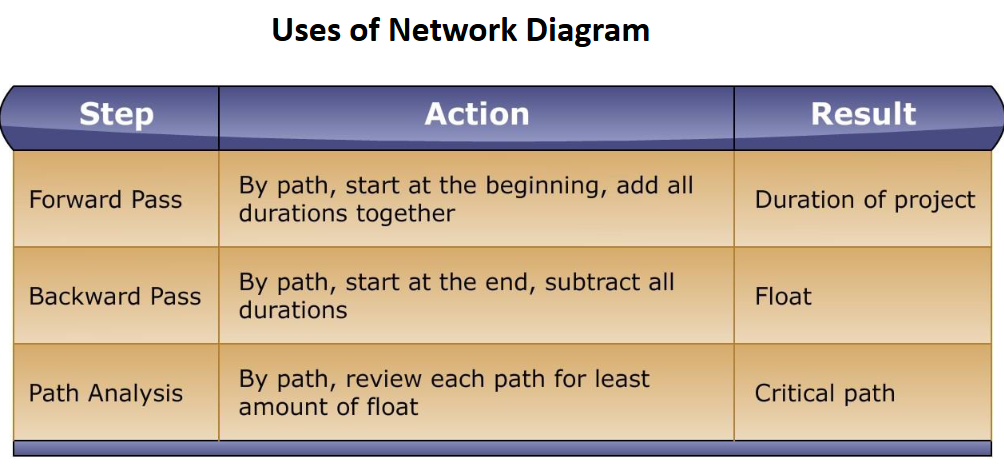 Uses of Network Diagram
Step
Action
Result
Forward Pass
By path, start at the beginning, add all
durations together
Duration of project
Backward Pass
By path, start at the end, subtract all
durations
Float
Path Analysis
By path, review each path for least
amount of float
Critical path